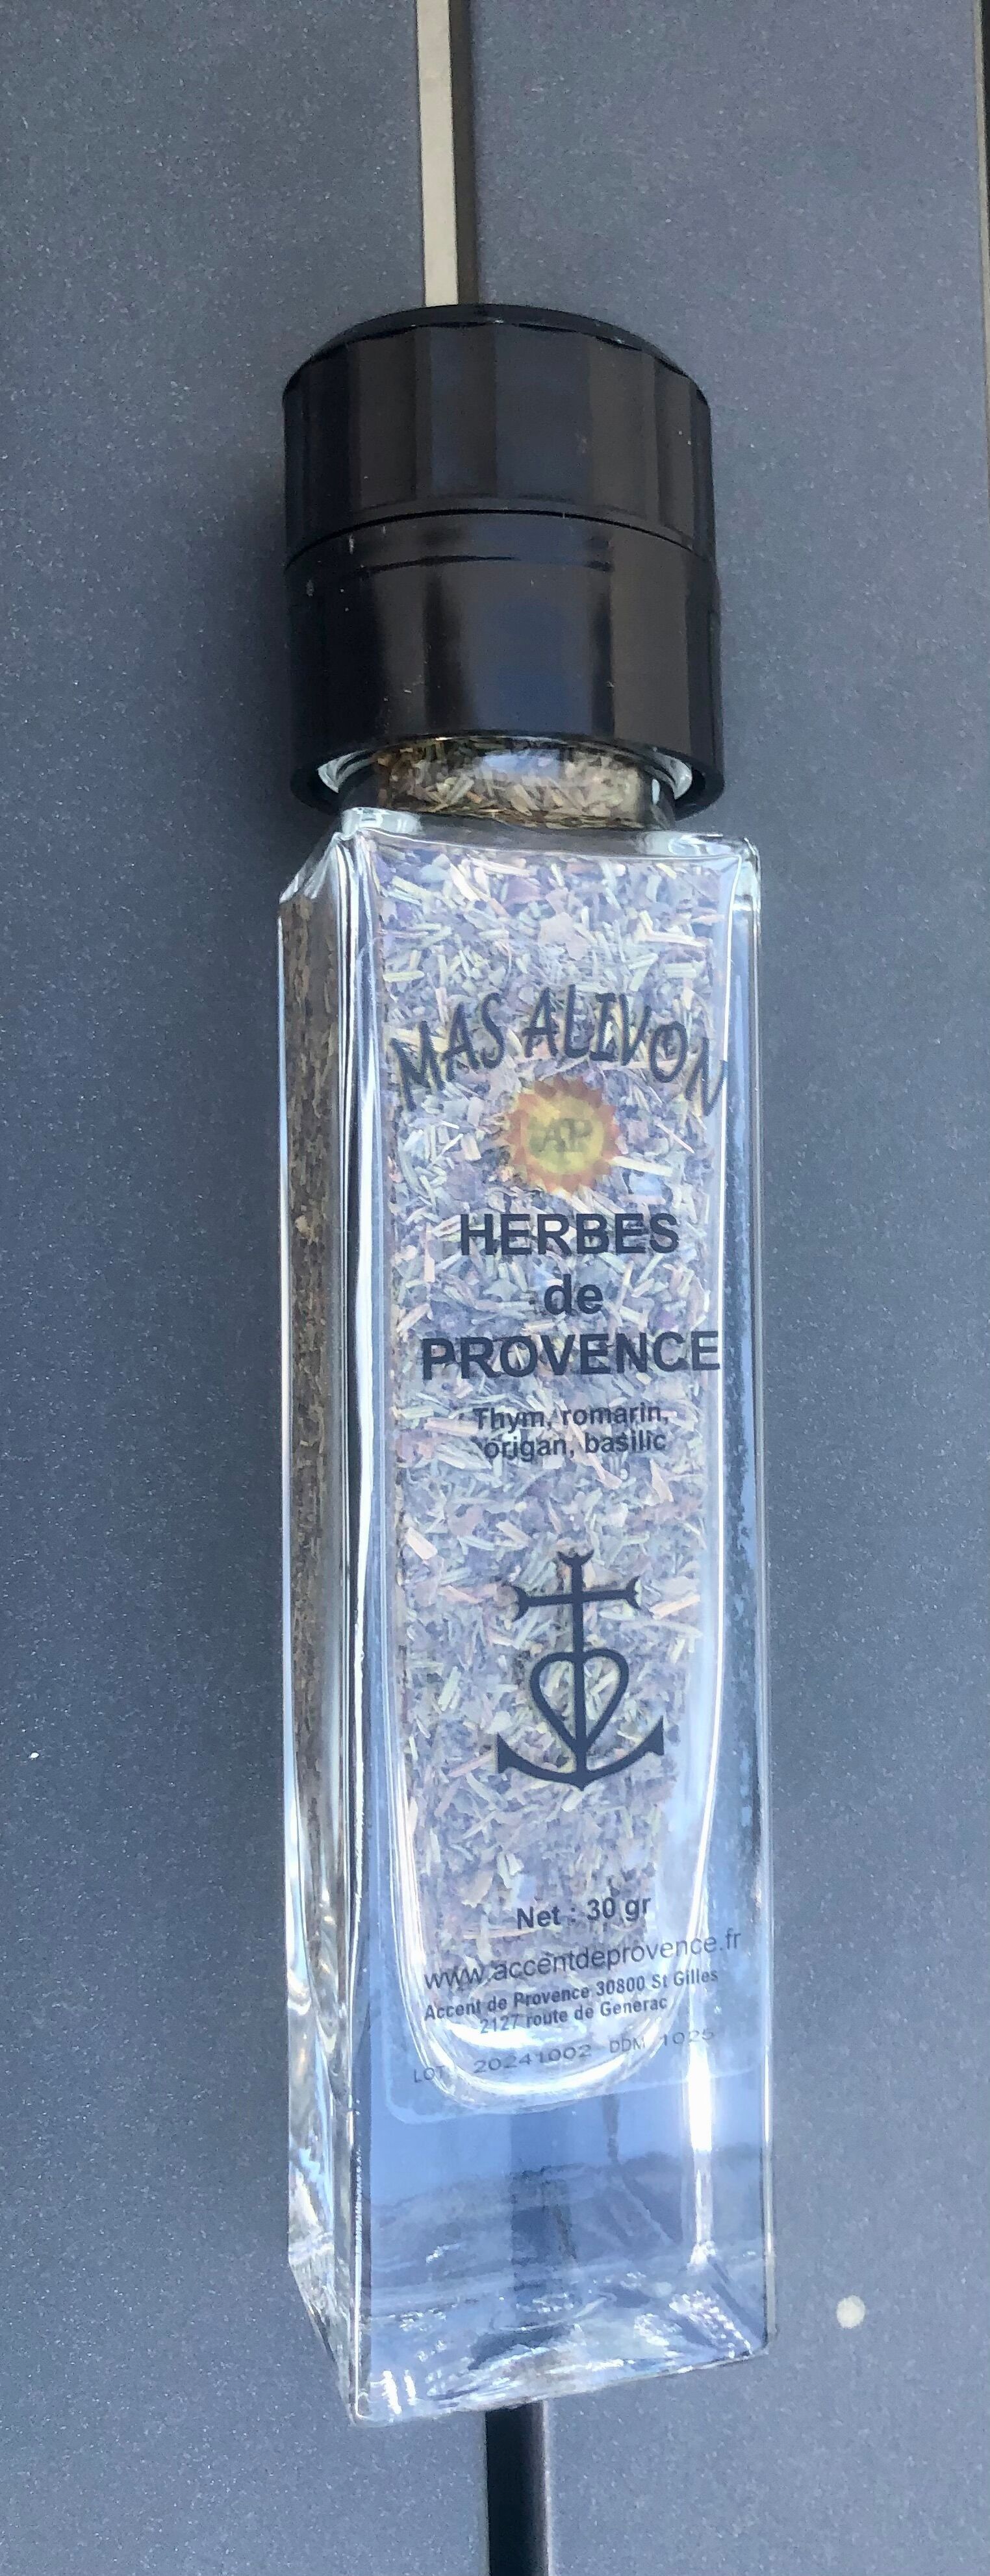 MAS ALIVON
AP
HERBES
de
PROVENCE
Thym, romarin,
origan, basilic
Net : 30 gr
www.accentdeprovence.fr
Accent de Provence 30800 St Gilles
2127 route de Generac
LOT 20241002 DDM 1025